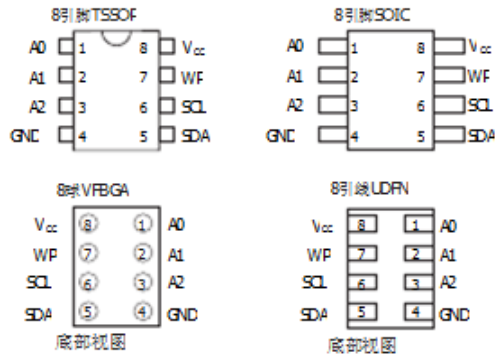 8引脚TSSOP
A0 1 8 Vcc
A1 2 7 WP
A2 3 6 SCL
GND 4 5 SDA
8引脚SOIC
A0 1 8 Vcc
A1 2 7 WP
A2 3 6 SCL
GND 4 5 SDA
8球VFBGA
Vcc 8 1 A0
WP 7 2 A1
SCL 6 3 A2
SDA 5 4 GND
底部视图
8引线UDFN
Vcc 8 1 A0
WP 7 2 A1
SCL 6 3 A2
SDA 5 4 GND
底部视图